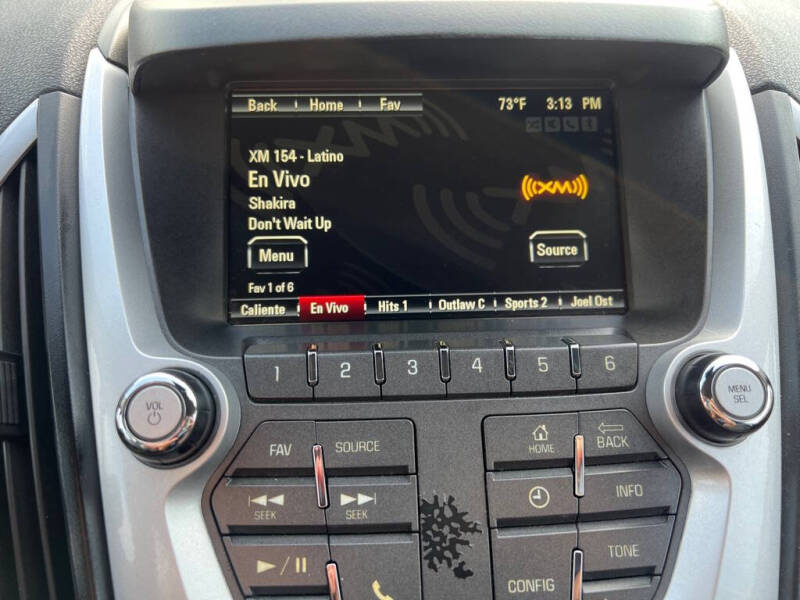 Back Home Fav 73°F 3:13 PM
XM 154 - Latino
En Vivo
((XM))
Shakira
Don't Wait Up
Menu Source
Fav 1 of 6
Caliente En Vivo Hits 1 Outlaw C Sports 2 Joel Ost
1 2 3 4 5 6
VOL
MENU
SEL
FAV SOURCE
HOME
BACK
SEEK SEEK
INFO
TONE
CONFIG